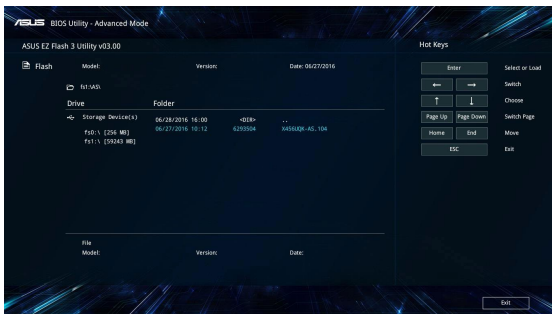 ASUS BIOS Utility - Advanced Mode
ASUS EZ Flash 3 Utility v03.00
Hot Keys
Flash Model: Version: Date: 06/27/2016
fs1:\AS\
Drive Folder
Storage Device(s)
fs0:\ [256 MB]
fs1:\ [59243 MB]
06/28/2016 16:00 <DIR> ..
06/27/2016 10:12 6293504 X456UQK-AS.104
File
Model: Version: Date:
Enter Select or Load
← → Switch
↑ ↓ Choose
Page Up Page Down Switch Page
Home End Move
ESC Exit
Exit